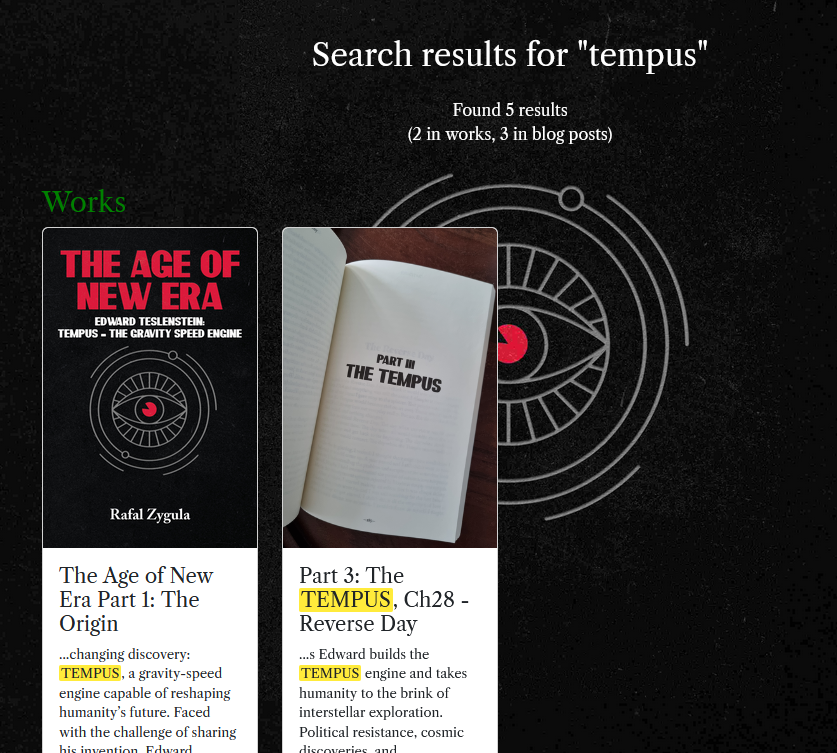 Search results for "tempus"
Found 5 results
(2 in works, 3 in blog posts)
Works
THE AGE OF
NEW ERA
EDWARD TESLENSTEIN:
TEMPUS – THE GRAVITY SPEED ENGINE
Rafal Zygula
The Age of New
Era Part 1: The
Origin
...changing discovery:
TEMPUS, a gravity-speed
engine capable of reshaping
humanity’s future. Faced
with the challenge of sharing
his invention, Edward
PART III
THE TEMPUS
Part 3: The
TEMPUS, Ch28 -
Reverse Day
...s Edward builds the
TEMPUS engine and takes
humanity to the brink of
interstellar exploration.
Political resistance, cosmic
discoveries, and